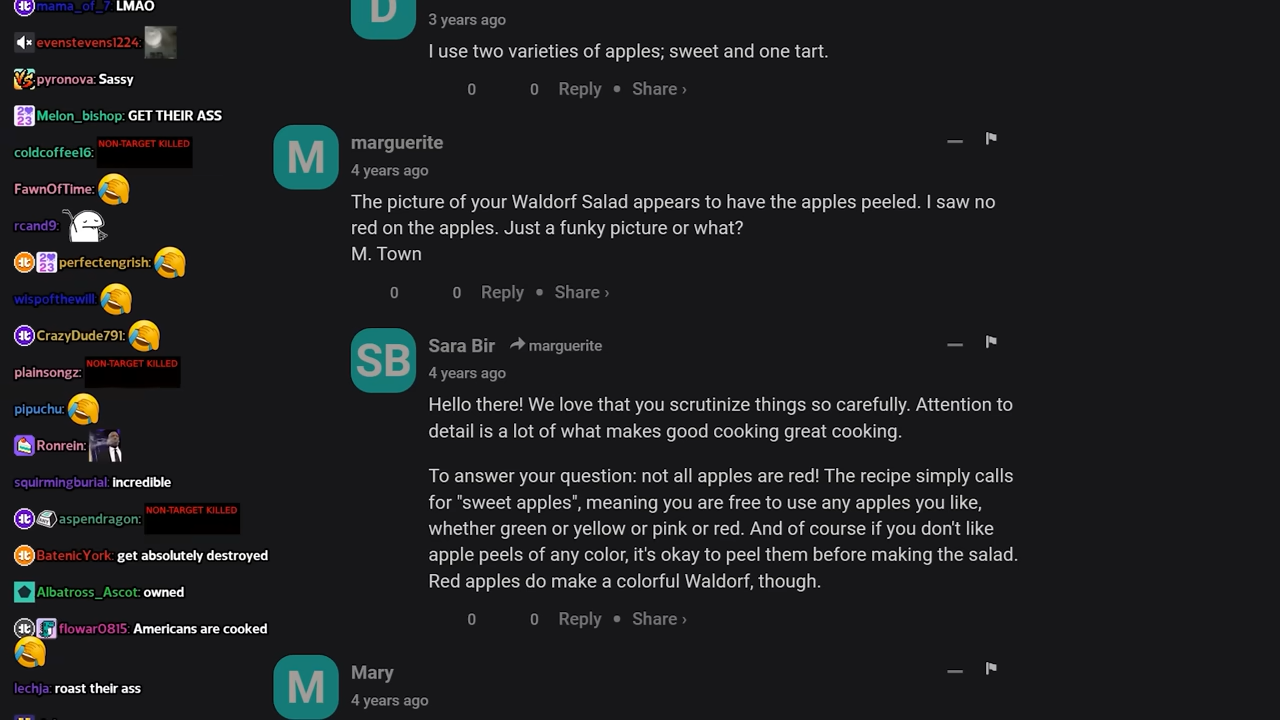 mama_of_7: LMAO
evenstevens1224:
pyronova: Sassy
Melon_bishop: GET THEIR ASS
coldcoffee16: NON-TARGET KILLED
FawnOfTime:
rcand9:
perfectengrish:
wispofthewill:
CrazyDude791:
plainsongz: NON-TARGET KILLED
pipuchu:
Ronrein:
squirmingburial: incredible
aspendragon: NON-TARGET KILLED
BatenicYork: get absolutely destroyed
Albatross_Ascot: owned
flowar0815: Americans are cooked
lechja: roast their ass
D
3 years ago
I use two varieties of apples; sweet and one tart.
0 0 Reply • Share ›
M
marguerite
4 years ago
The picture of your Waldorf Salad appears to have the apples peeled. I saw no
red on the apples. Just a funky picture or what?
M. Town
0 0 Reply • Share ›
SB
Sara Bir marguerite
4 years ago
Hello there! We love that you scrutinize things so carefully. Attention to
detail is a lot of what makes good cooking great cooking.
To answer your question: not all apples are red! The recipe simply calls
for "sweet apples", meaning you are free to use any apples you like,
whether green or yellow or pink or red. And of course if you don't like
apple peels of any color, it's okay to peel them before making the salad.
Red apples do make a colorful Waldorf, though.
0 0 Reply • Share ›
M
Mary
4 years ago